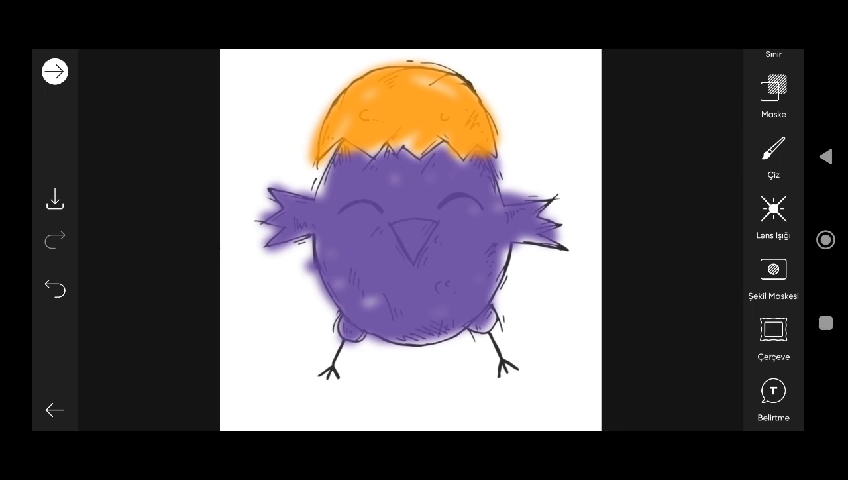 Sınır
Maske
Çiz
Lens Işığı
Şekil Maskesi
Çerçeve
T
Belirtme